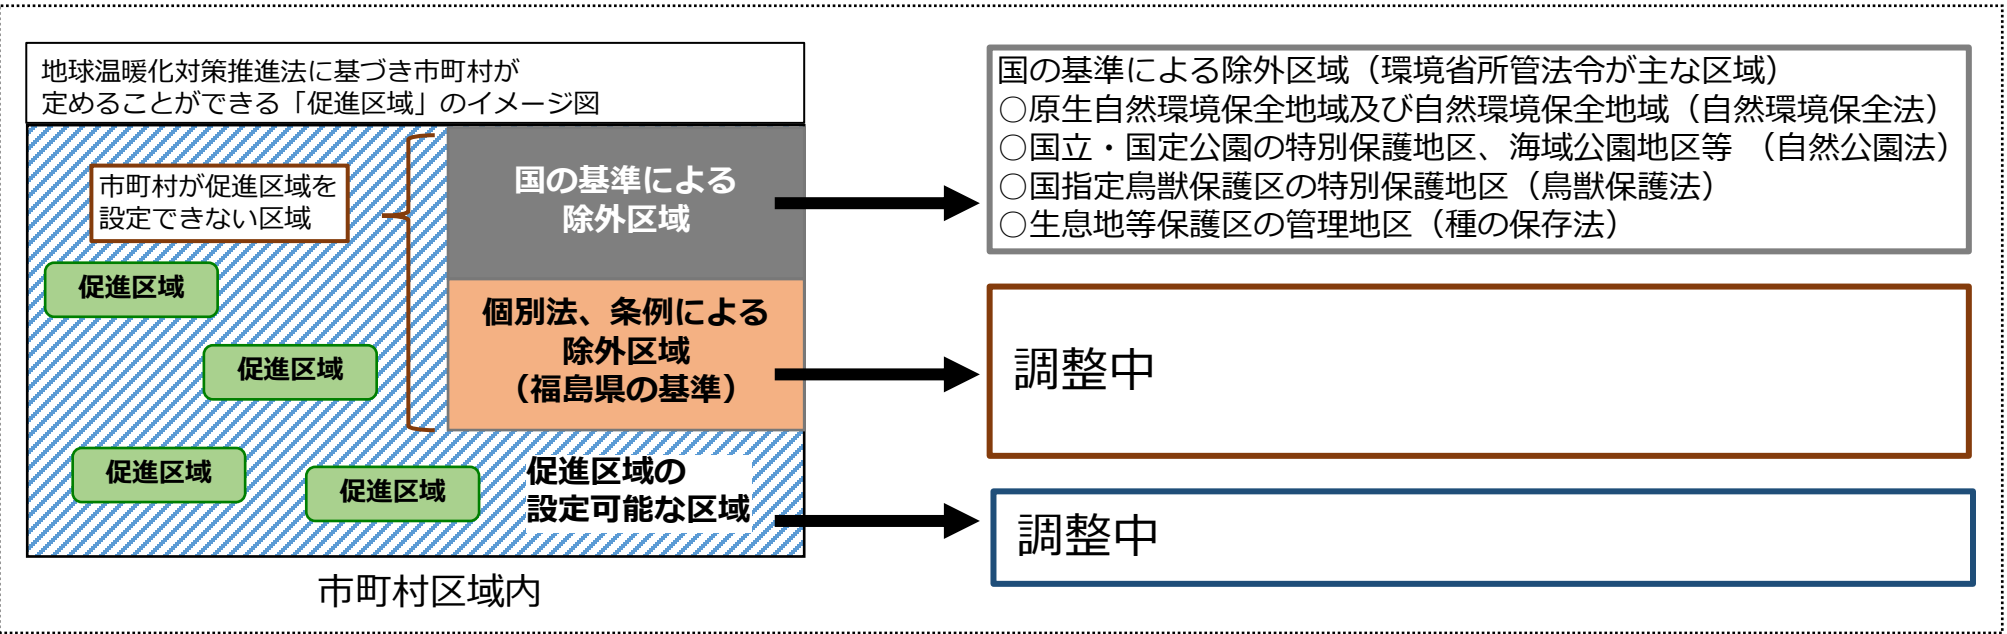 地球温暖化対策推進法に基づき市町村が
定めることができる「促進区域」のイメージ図
市町村が促進区域を
設定できない区域
国の基準による
除外区域
個別法、条例による
除外区域
（福島県の基準）
促進区域
促進区域
促進区域
促進区域
促進区域の
設定可能な区域
市町村区域内
国の基準による除外区域（環境省所管法令が主な区域）
○原生自然環境保全地域及び自然環境保全地域（自然環境保全法）
○国立・国定公園の特別保護地区、海域公園地区等　（自然公園法）
○国指定鳥獣保護区の特別保護地区（鳥獣保護法）
○生息地等保護区の管理地区（種の保存法）
調整中
調整中